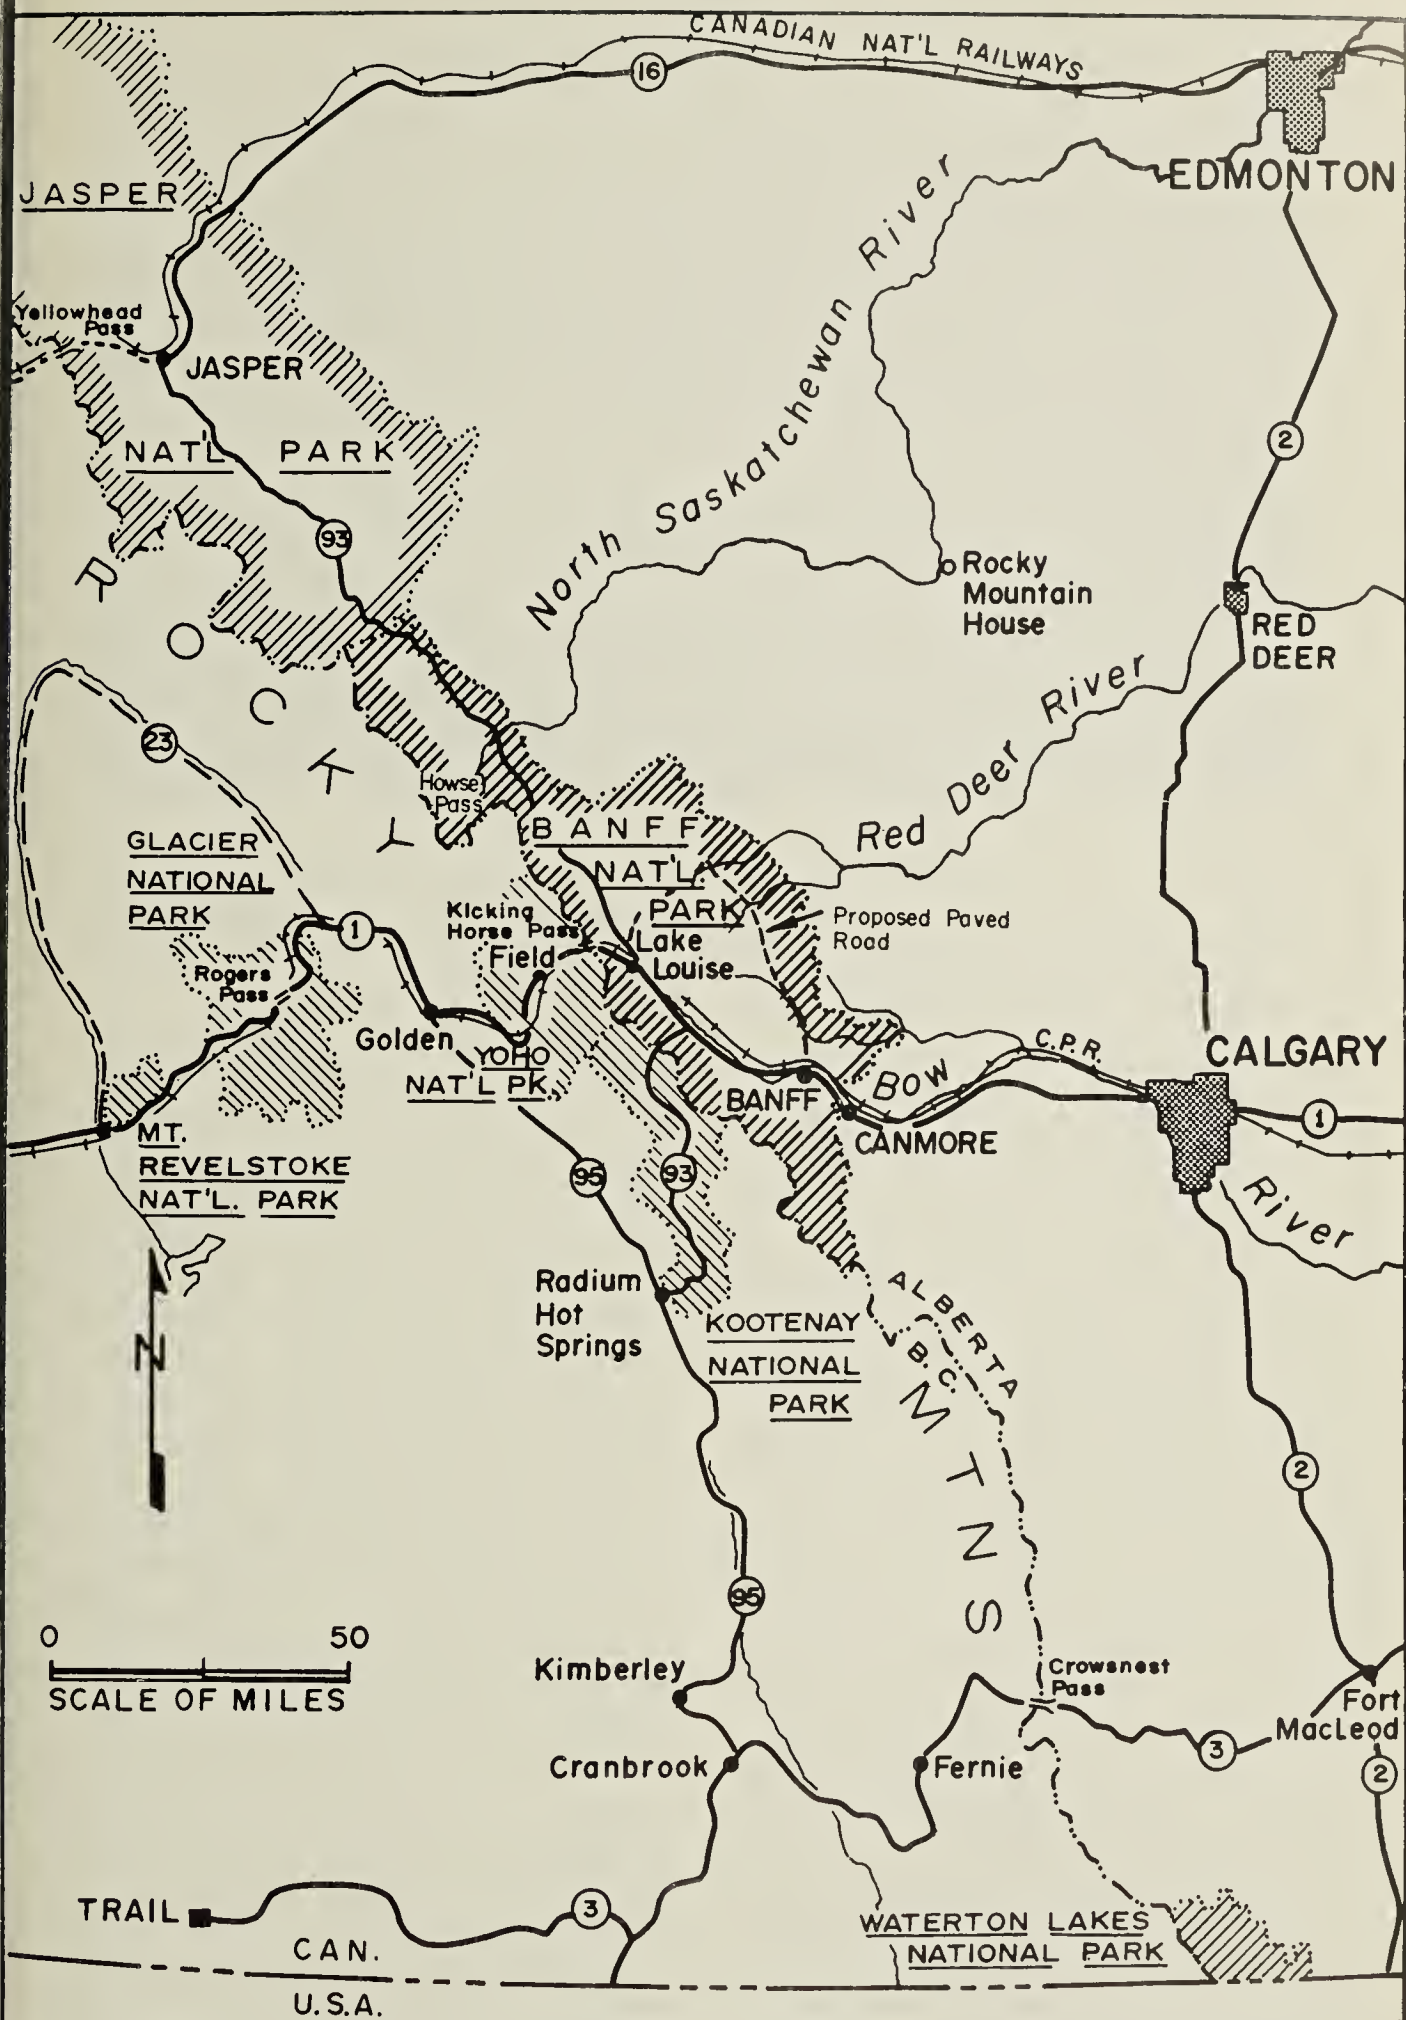 CANADIAN NAT'L RAILWAYS
16
EDMONTON
JASPER
North Saskatchewan River
Yellowhead
Pass
JASPER
2
NAT'L PARK
93
Rocky
Mountain
House
ROCKY
RED
DEER
Red Deer River
23
Howse
Pass
BANFF
NAT'L.
PARK
GLACIER
NATIONAL
PARK
Kicking
Horse Pass
Proposed Paved
Road
1
Field
Lake
Louise
Rogers
Pass
Golden
YOHO
NAT'L PK
C.P.R.
CALGARY
BANFF
Bow
CANMORE
1
MT.
REVELSTOKE
NAT'L. PARK
95
93
River
N
Radium
Hot
Springs
ALBERTA
B.C.
KOOTENAY
NATIONAL
PARK
MTNS
2
95
0 50
SCALE OF MILES
Kimberley
Crowsnest
Pass
Fort
MacLeod
3
Cranbrook
Fernie
2
TRAIL
3
WATERTON LAKES
NATIONAL PARK
CAN.
U.S.A.